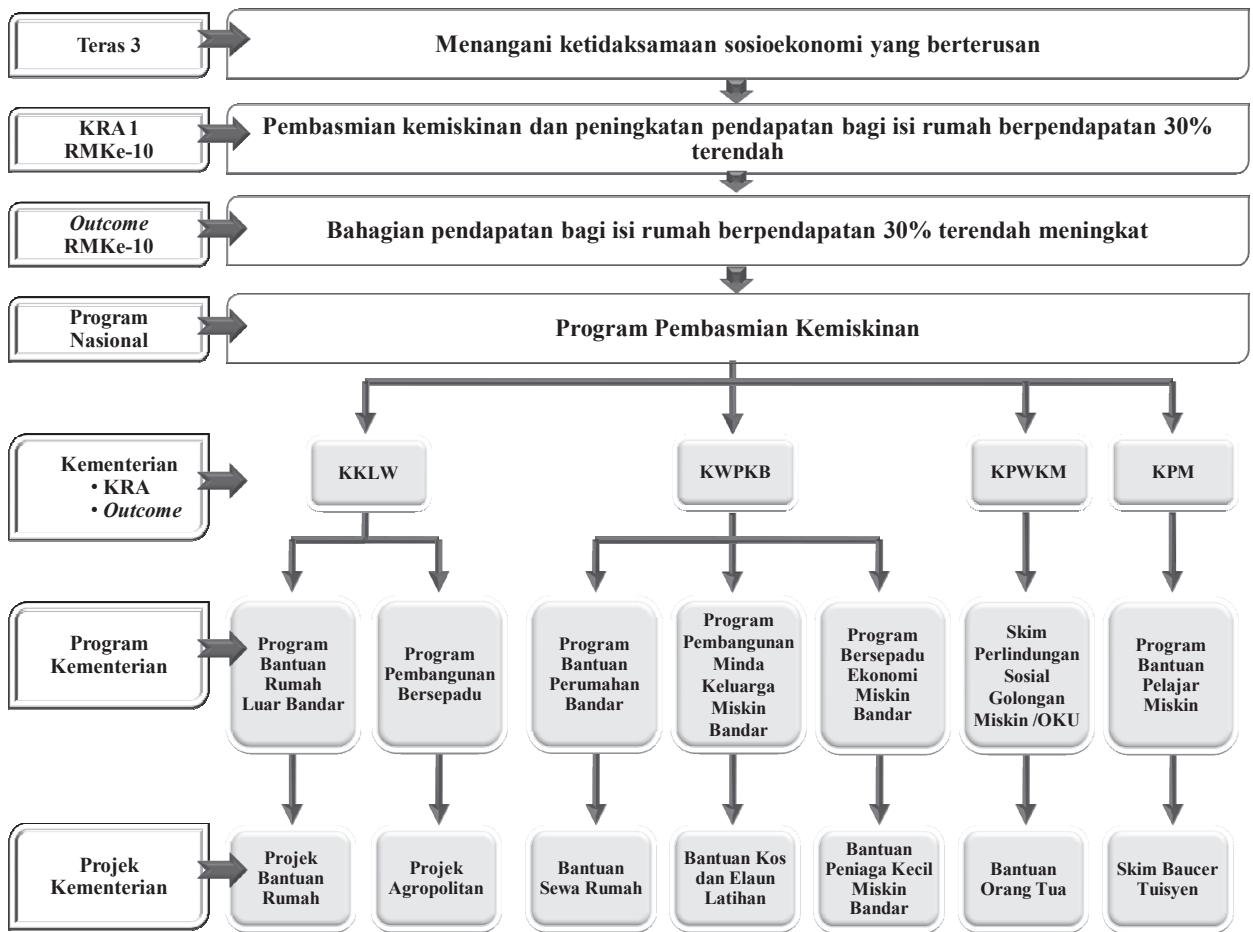 Teras 3
Menangani ketidaksamaan sosioekonomi yang berterusan
KRA 1
RMKe-10
Pembasmian kemiskinan dan peningkatan pendapatan bagi isi rumah berpendapatan 30%
terendah
Outcome
RMKe-10
Bahagian pendapatan bagi isi rumah berpendapatan 30% terendah meningkat
Program
Nasional
Program Pembasmian Kemiskinan
Kementerian
• KRA
• Outcome
KKLW
KWPKB
KPWKM
KPM
Program
Kementerian
Program
Bantuan
Rumah
Luar Bandar
Program
Pembangunan
Bersepadu
Program
Bantuan
Perumahan
Bandar
Program
Pembangunan
Minda
Keluarga
Miskin
Bandar
Program
Bersepadu
Ekonomi
Miskin
Bandar
Skim
Perlindungan
Sosial
Golongan
Miskin /OKU
Program
Bantuan
Pelajar
Miskin
Projek
Kementerian
Projek
Bantuan
Rumah
Projek
Agropolitan
Bantuan
Sewa Rumah
Bantuan Kos
dan Elaun
Latihan
Bantuan
Peniaga Kecil
Miskin
Bandar
Bantuan
Orang Tua
Skim Baucer
Tuisyen